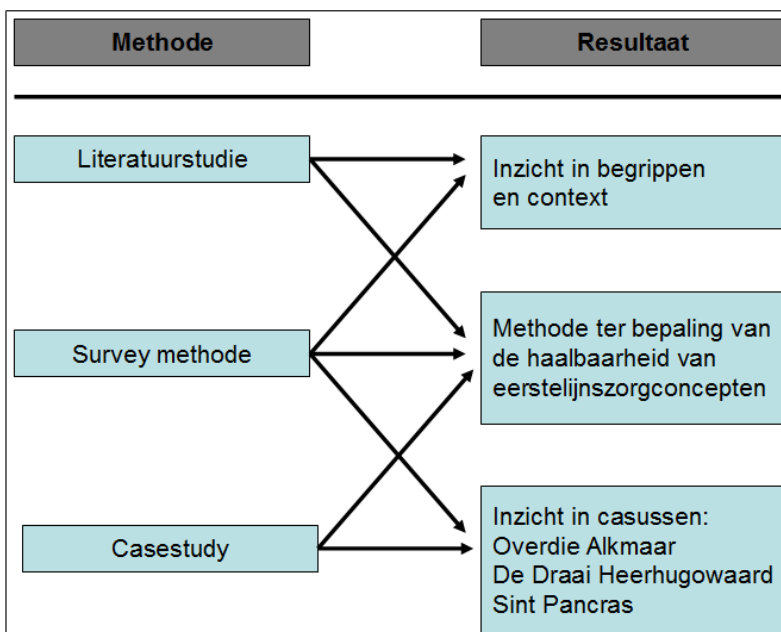 Methode
Resultaat
Literatuurstudie
Inzicht in begrippen
en context
Survey methode
Methode ter bepaling van
de haalbaarheid van
eerstelijnszorgconcepten
Casestudy
Inzicht in casussen:
Overdie Alkmaar
De Draai Heerhugowaard
Sint Pancras